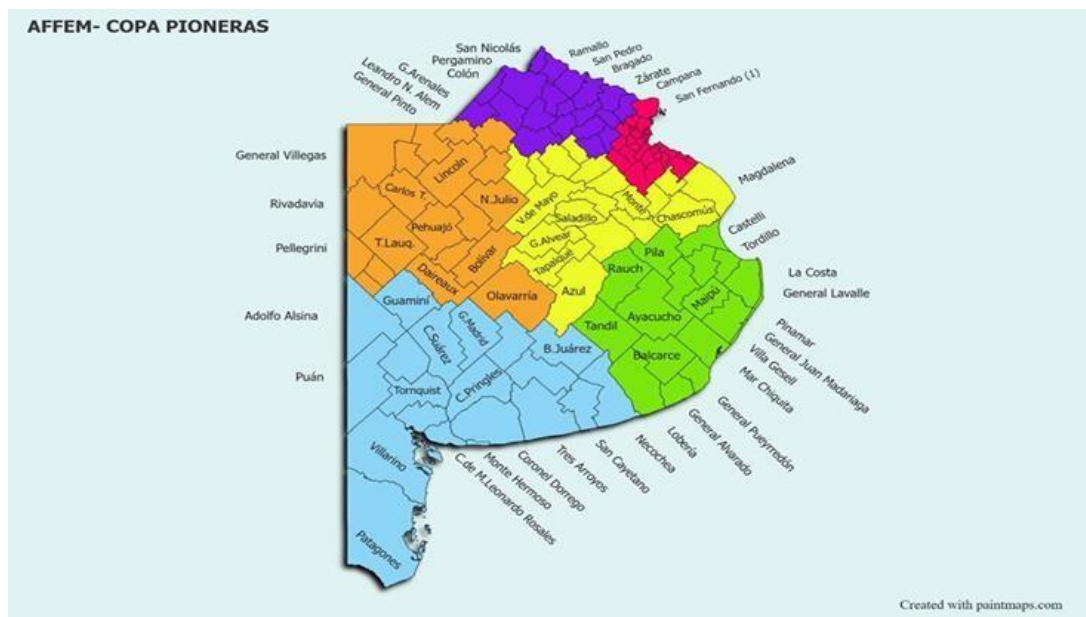 AFFEM- COPA PIONERAS
San Nicolás
Pergamino
Colón
G.Arenales
Leandro N. Alem
General Pinto
Ramallo
San Pedro
Bragado
Zárate
Campana
San Fernando (1)
General Villegas
Rivadavia
Pellegrini
Adolfo Alsina
Puán
Lincoln
Carlos T.
N.Julio
Pehuajó
T.Lauq.
Bolívar
Daireaux
Olavarría
V.de Mayo
Saladillo
Monte
Chascomús
G.Alvear
Tapalqué
Azul
Magdalena
Castelli
Tordillo
La Costa
General Lavalle
Pila
Rauch
Maipú
Ayacucho
Tandil
Balcarce
Pinamar
General Juan Madariaga
Villa Gesell
Mar Chiquita
General Pueyrredón
General Alvarado
Lobería
Necochea
San Cayetano
Tres Arroyos
Coronel Dorrego
Monte Hermoso
C.de M.Leonardo Rosales
Guaminí
G.Madrid
C.Suárez
B.Juárez
C.Pringles
Tornquist
Villarino
Patagones
Created with paintmaps.com